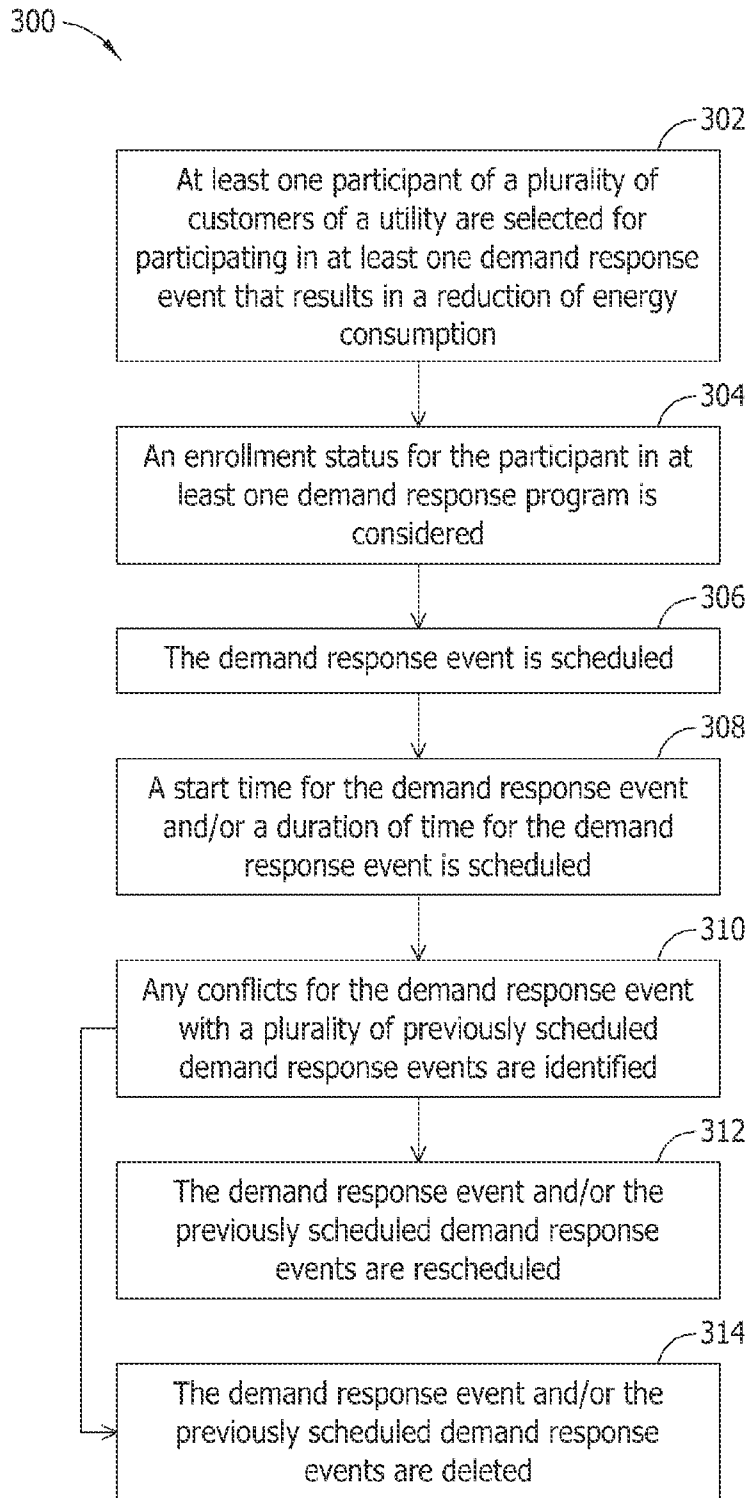 300
302
At least one participant of a plurality of
customers of a utility are selected for
participating in at least one demand response
event that results in a reduction of energy
consumption
304
An enrollment status for the participant in at
least one demand response program is
considered
306
The demand response event is scheduled
308
A start time for the demand response event
and/or a duration of time for the demand
response event is scheduled
310
Any conflicts for the demand response event
with a plurality of previously scheduled
demand response events are identified
312
The demand response event and/or the
previously scheduled demand response
events are rescheduled
314
The demand response event and/or the
previously scheduled demand response
events are deleted